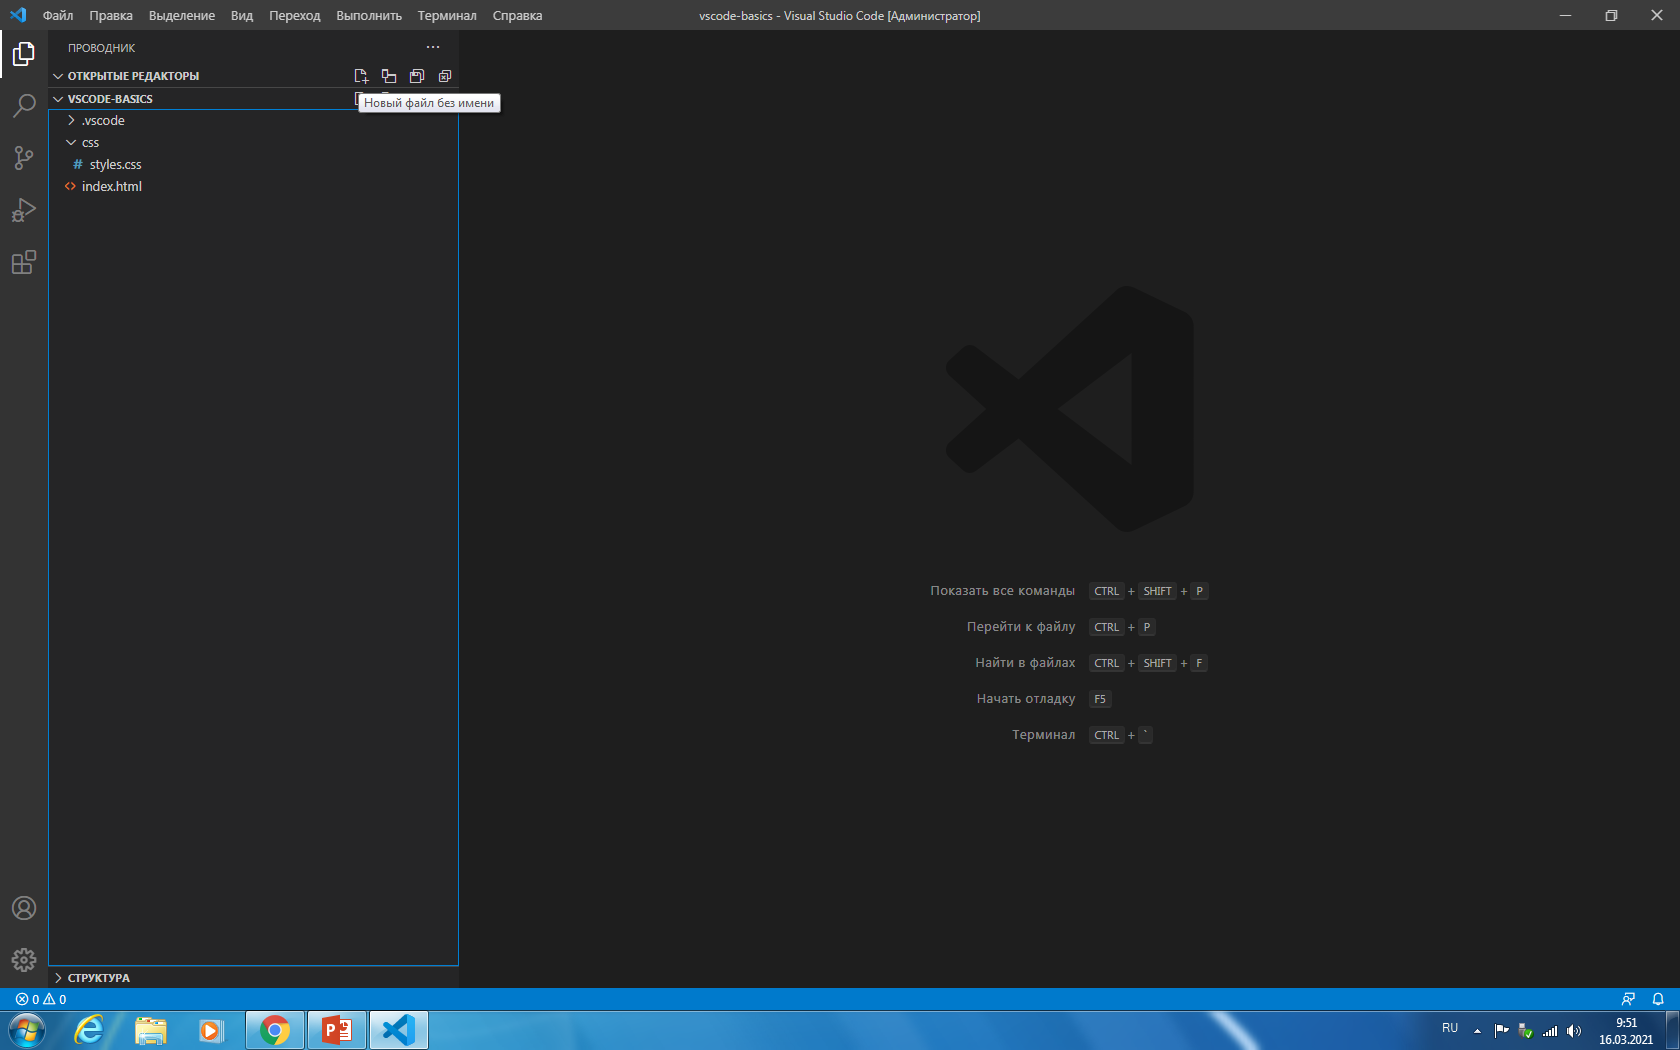 Файл Правка Выделение Вид Переход Выполнить Терминал Справка
vscode-basics - Visual Studio Code [Администратор]
ПРОВОДНИК
ОТКРЫТЫЕ РЕДАКТОРЫ
VSCODE-BASICS
Новый файл без имени
.vscode
css
# styles.css
index.html
Показать все команды CTRL + SHIFT + P
Перейти к файлу CTRL + P
Найти в файлах CTRL + SHIFT + F
Начать отладку F5
Терминал CTRL + `
СТРУКТУРА
0 0
RU
9:51
16.03.2021